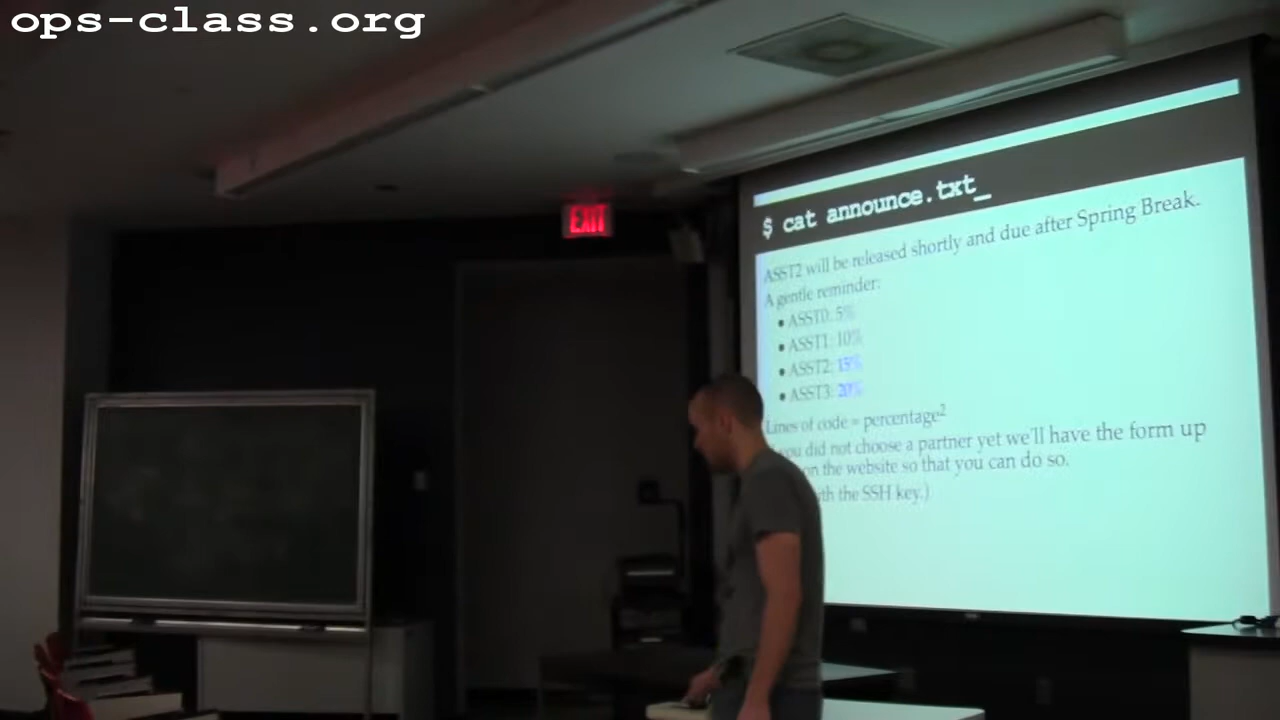 ops-class.org
EXIT
$ cat announce.txt_
ASST2 will be released shortly and due after Spring Break.
A gentle reminder:
• ASST0: 5%
• ASST1: 10%
• ASST2: 15%
• ASST3: 20%
Lines of code = percentage²
you did not choose a partner yet we'll have the form up
on the website so that you can do so.
the SSH key.)